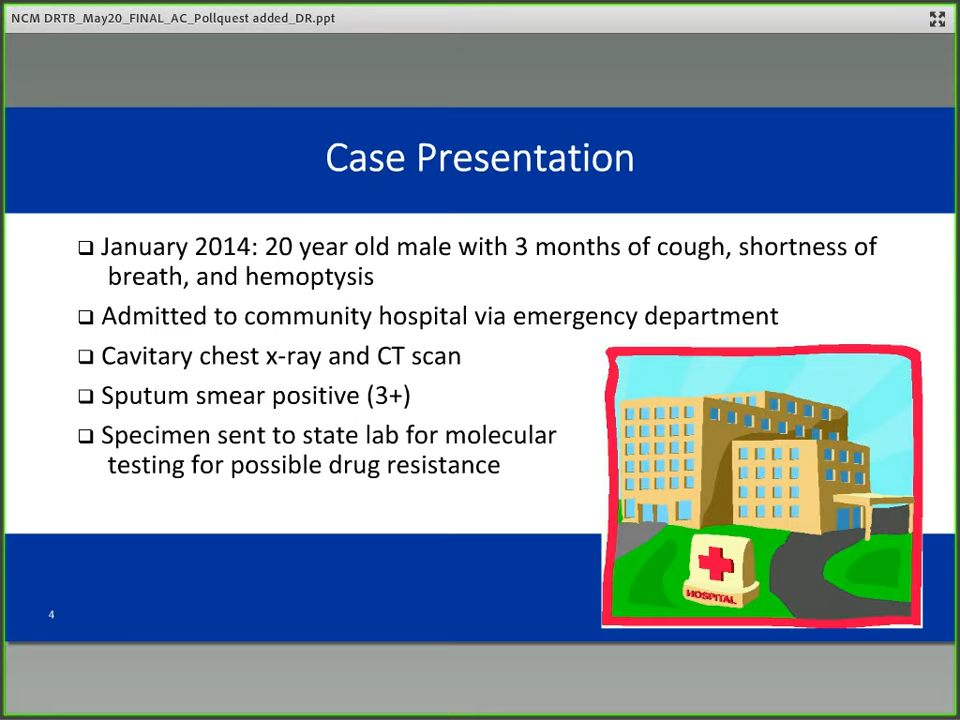 NCM DRTB_May20_FINAL_AC_Pollquest added_DR.ppt
Case Presentation
❑ January 2014: 20 year old male with 3 months of cough, shortness of
breath, and hemoptysis
❑ Admitted to community hospital via emergency department
❑ Cavitary chest x-ray and CT scan
❑ Sputum smear positive (3+)
❑ Specimen sent to state lab for molecular
testing for possible drug resistance
HOSPITAL
4